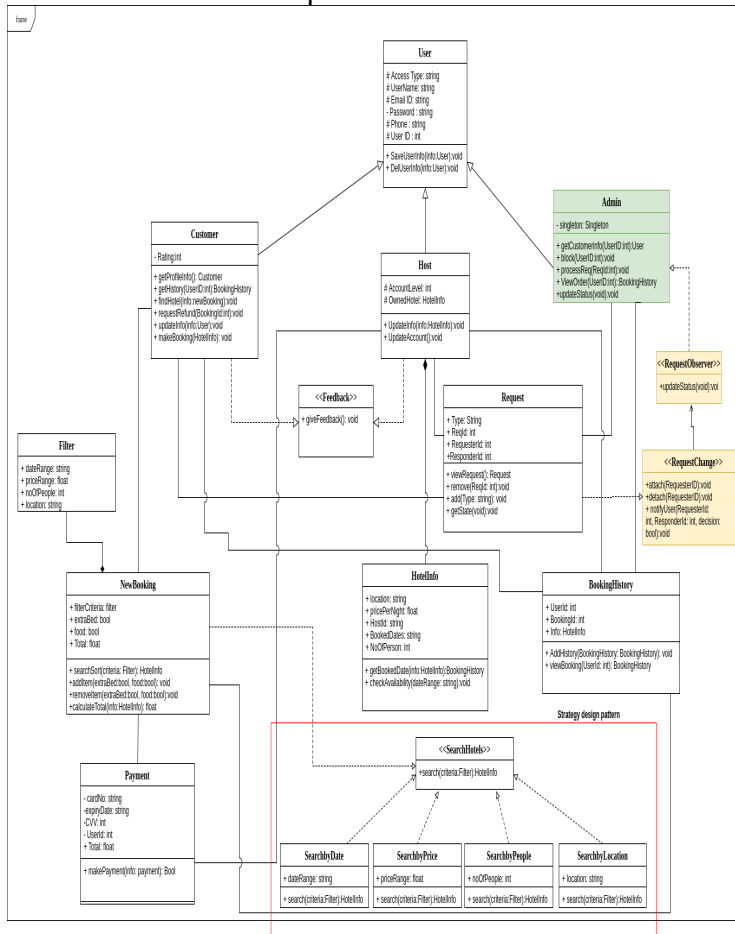 frame
User
# Access Type: string
# UserName: string
# Email ID: string
- Password : string
# Phone : string
# User ID : int
+ SaveUserInfo(info:User):void
+ DelUserInfo(info:User):void
Admin
- singleton: Singleton
+ getCustomerinfo(UserID:int):User
+ block(UserID:int):void
+ processReq(ReqId:int):void
+ ViewOrder(UserID:int)::BookingHistory
+updateStatus(void):void
Customer
- Rating:int
+ getProfileInfo(): Customer
+ getHistory(UserID:int):BookingHistory
+ findHotel(info:newBooking):void
+ requestRefund(BookingId:int):void
+ updateInfo(info:User):void
+ makeBooking(HotelInfo): void
Host
# AccountLevel: int
# OwnedHotel: HotelInfo
+ UpdateInfo(info:HotelInfo):void
+ UpdateAccount():void
<<RequestObserver>>
+updateStatus(void):voi
<<Feedback>>
+ giveFeedback(): void
Request
+ Type: String
+ ReqId: int
+ RequesterId: int
+ResponderId: int
+ viewRequest(): Request
+ remove(ReqId: int):void
+ add(Type: string): void
+ getState(void):void
<<RequestChange>>
+attach(RequesterID):void
+detach(RequesterID):void
+ notifyUser(RequesterId:
int, ResponderId: int, decision:
bool):void
Filter
+ dateRange: string
+ priceRange: float
+ noOfPeople: int
+ location: string
NewBooking
+ filterCriteria: filter
+ extraBed: bool
+ food: bool
+ Total: float
+ searchSort(criteria: Filter): HotelInfo
+addItem(extraBed:bool, food:bool): void
+removeItem(extraBed:bool, food:bool):void
+calculateTotal(info:HotelInfo): float
HotelInfo
+ location: string
+ pricePerNight: float
+ HostId: string
+ BookedDates: string
+ NoOfPerson: int
+ getBookedDate(info:HotelInfo):BookingHistory
+ checkAvailability(dateRange: string):void
BookingHistory
+ UserId: int
+ BookingId: int
+ Info: HotelInfo
+ AddHistory(BookingHistory: BookingHistory): void
+ viewBooking(UserId: int): BookingHistory
Strategy design pattern
<<SearchHotels>>
+search(criteria:Filter):HotelInfo
Payment
- cardNo: string
-expiryDate: string
-CVV: int
- UserId: int
+ Total: float
+ makePayment(info: payment): Bool
SearchbyDate
+ dateRange: string
+ search(criteria:Filter):HotelInfo
SearchbyPrice
+ priceRange: float
+ search(criteria:Filter):HotelInfo
SearchbyPeople
+ noOfPeople: int
+ search(criteria:Filter):HotelInfo
SearchbyLocation
+ location: string
+ search(criteria:Filter):HotelInfo